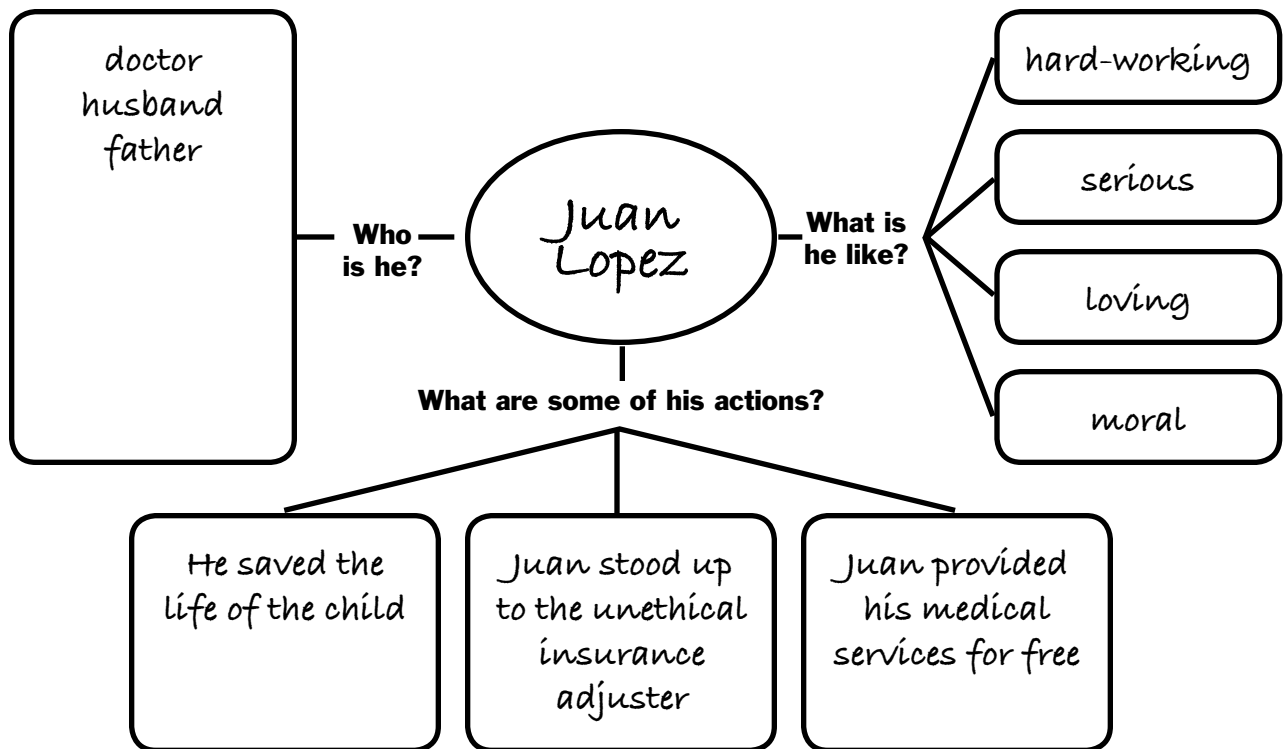 doctor
husband
father
Who
is he?
Juan
Lopez
What is
he like?
hard-working
serious
loving
moral
What are some of his actions?
He saved the
life of the child
Juan stood up
to the unethical
insurance
adjuster
Juan provided
his medical
services for free